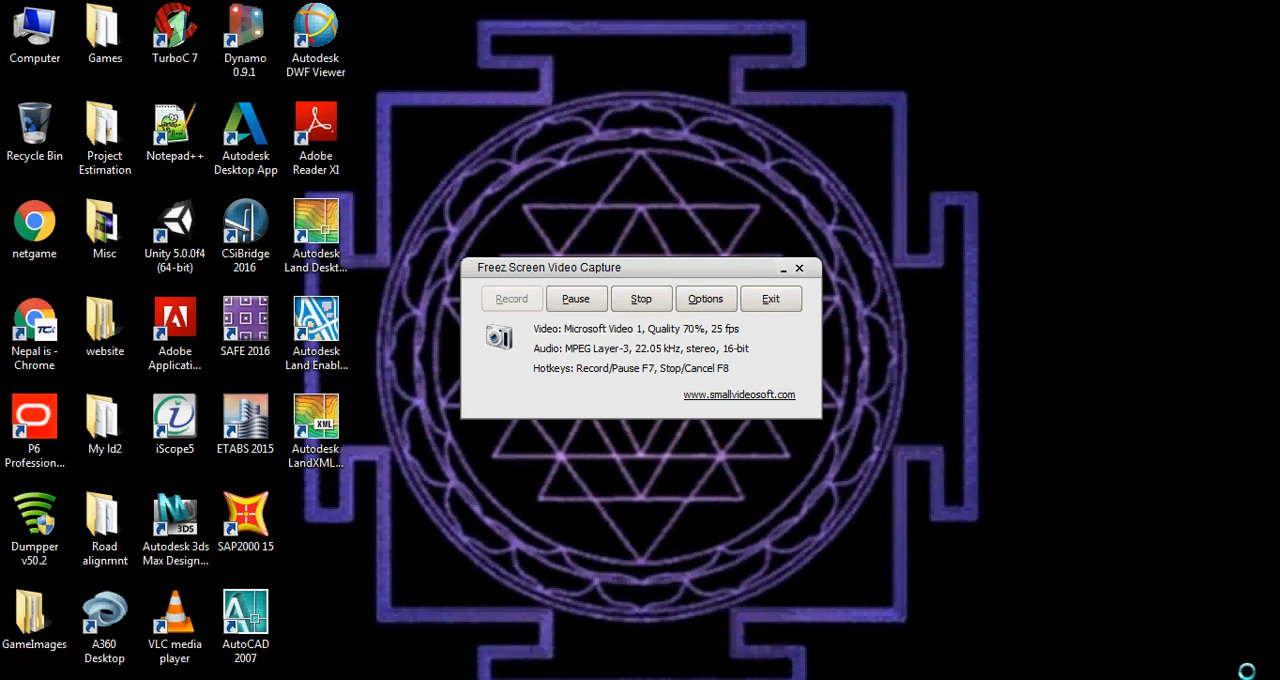 Computer
Games
TurboC 7
Dynamo
0.9.1
Autodesk
DWF Viewer
Recycle Bin
Project
Estimation
Notepad++
Autodesk
Desktop App
Adobe
Reader XI
netgame
Misc
Unity 5.0.0f4
(64-bit)
CSiBridge
2016
Autodesk
Land Deskt...
Nepal is -
Chrome
website
Adobe
Applicati...
SAFE 2016
Autodesk
Land Enabl...
P6
Profession...
My Id2
iScope5
ETABS 2015
XML
Autodesk
LandXML...
Dumpper
v50.2
Road
alignmnt
3DS
Autodesk 3ds
Max Design...
SAP2000 15
GameImages
A360
Desktop
VLC media
player
AutoCAD
2007
Freez Screen Video Capture
Record Pause Stop Options Exit
Video: Microsoft Video 1, Quality 70%, 25 fps
Audio: MPEG Layer-3, 22.05 kHz, stereo, 16-bit
Hotkeys: Record/Pause F7, Stop/Cancel F8
www.smallvideosoft.com